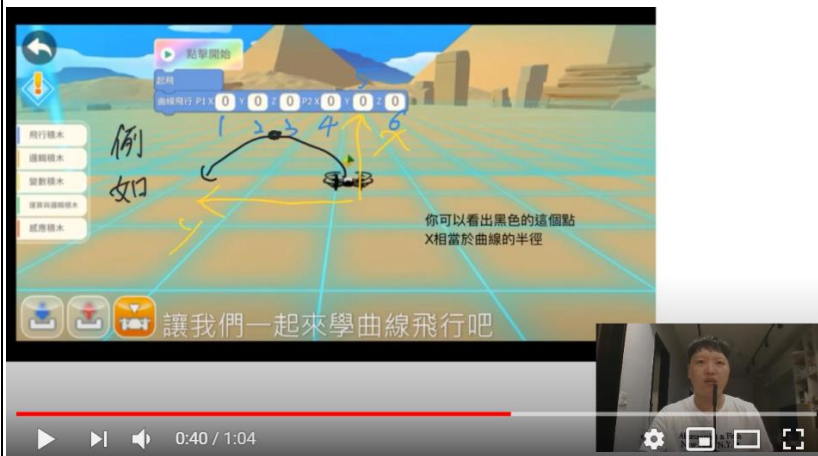 點擊開始
起飛
曲線飛行 P1 X 0 Y 0 Z 0 P2 X 0 Y 0 Z 0
1 2 3 4 5 6
飛行積木
邏輯積木
變數積木
運算與邏輯積木
感應積木
例
如
X
y
你可以看出黑色的這個點
X相當於曲線的半徑
讓我們一起來學曲線飛行吧
0:40 / 1:04